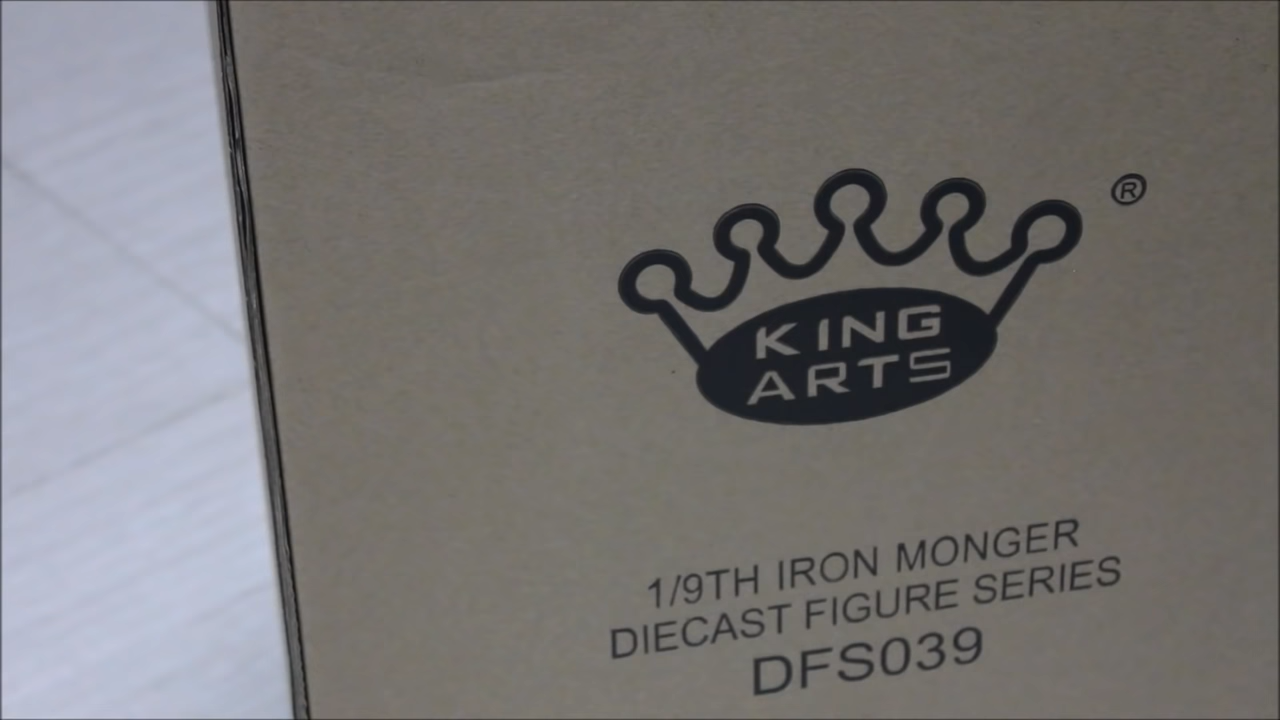 ®
KING
ARTS
1/9TH IRON MONGER
DIECAST FIGURE SERIES
DFS039